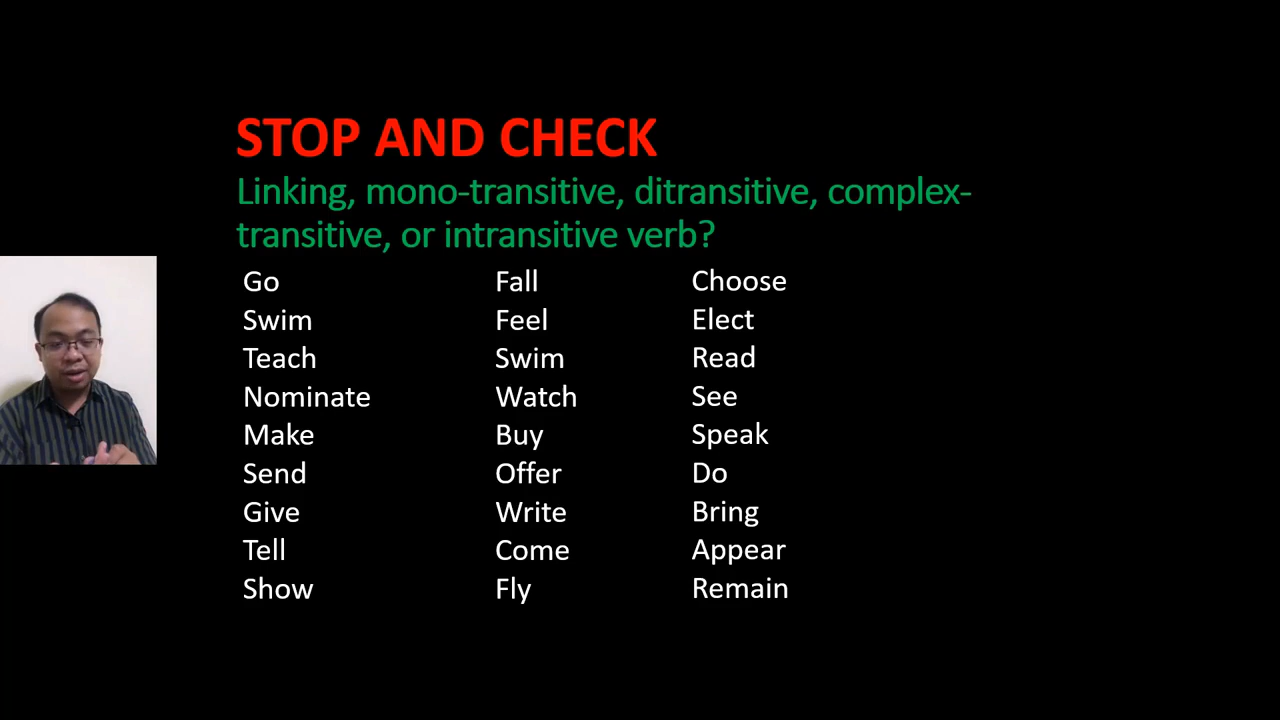 STOP AND CHECK
Linking, mono-transitive, ditransitive, complex-
transitive, or intransitive verb?
Go
Swim
Teach
Nominate
Make
Send
Give
Tell
Show
Fall
Feel
Swim
Watch
Buy
Offer
Write
Come
Fly
Choose
Elect
Read
See
Speak
Do
Bring
Appear
Remain